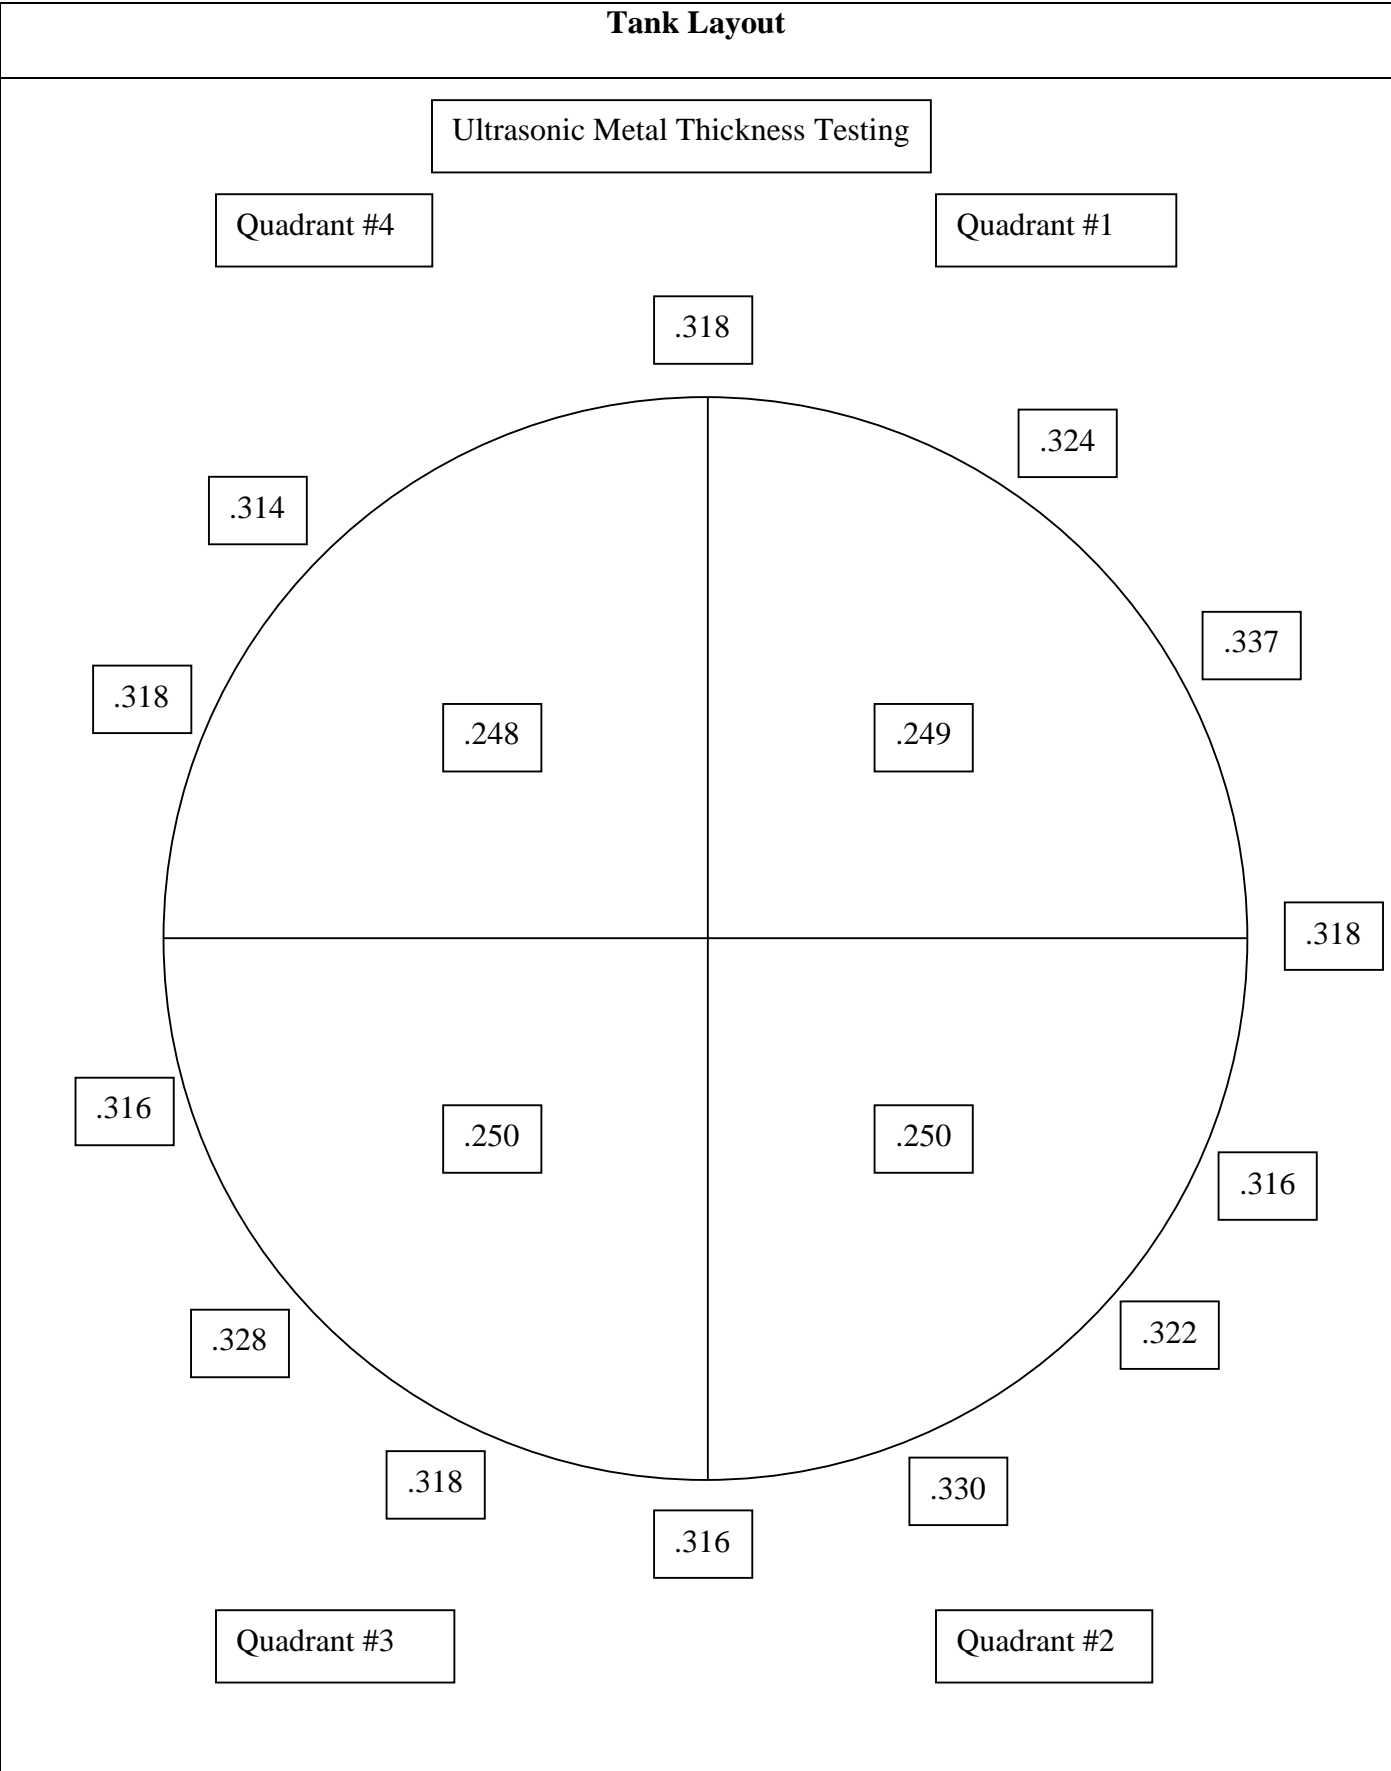 Tank Layout
Ultrasonic Metal Thickness Testing
Quadrant #4
Quadrant #1
.318
.324
.314
.337
.318
.248
.249
.318
.316
.250
.250
.316
.328
.322
.318
.330
.316
Quadrant #3
Quadrant #2